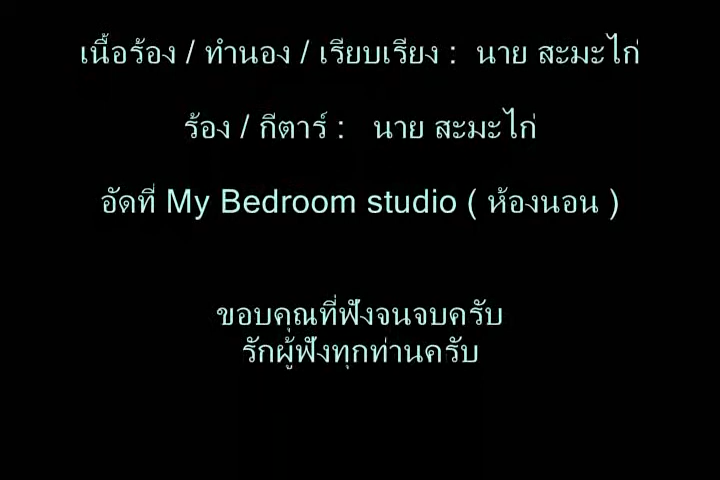 เนื้อร้อง / ทำนอง / เรียบเรียง : นาย สะมะไก่
ร้อง / กีตาร์ : นาย สะมะไก่
อัดที่ My Bedroom studio ( ห้องนอน )
ขอบคุณที่ฟังจนจบครับ
รักผู้ฟังทุกท่านครับ